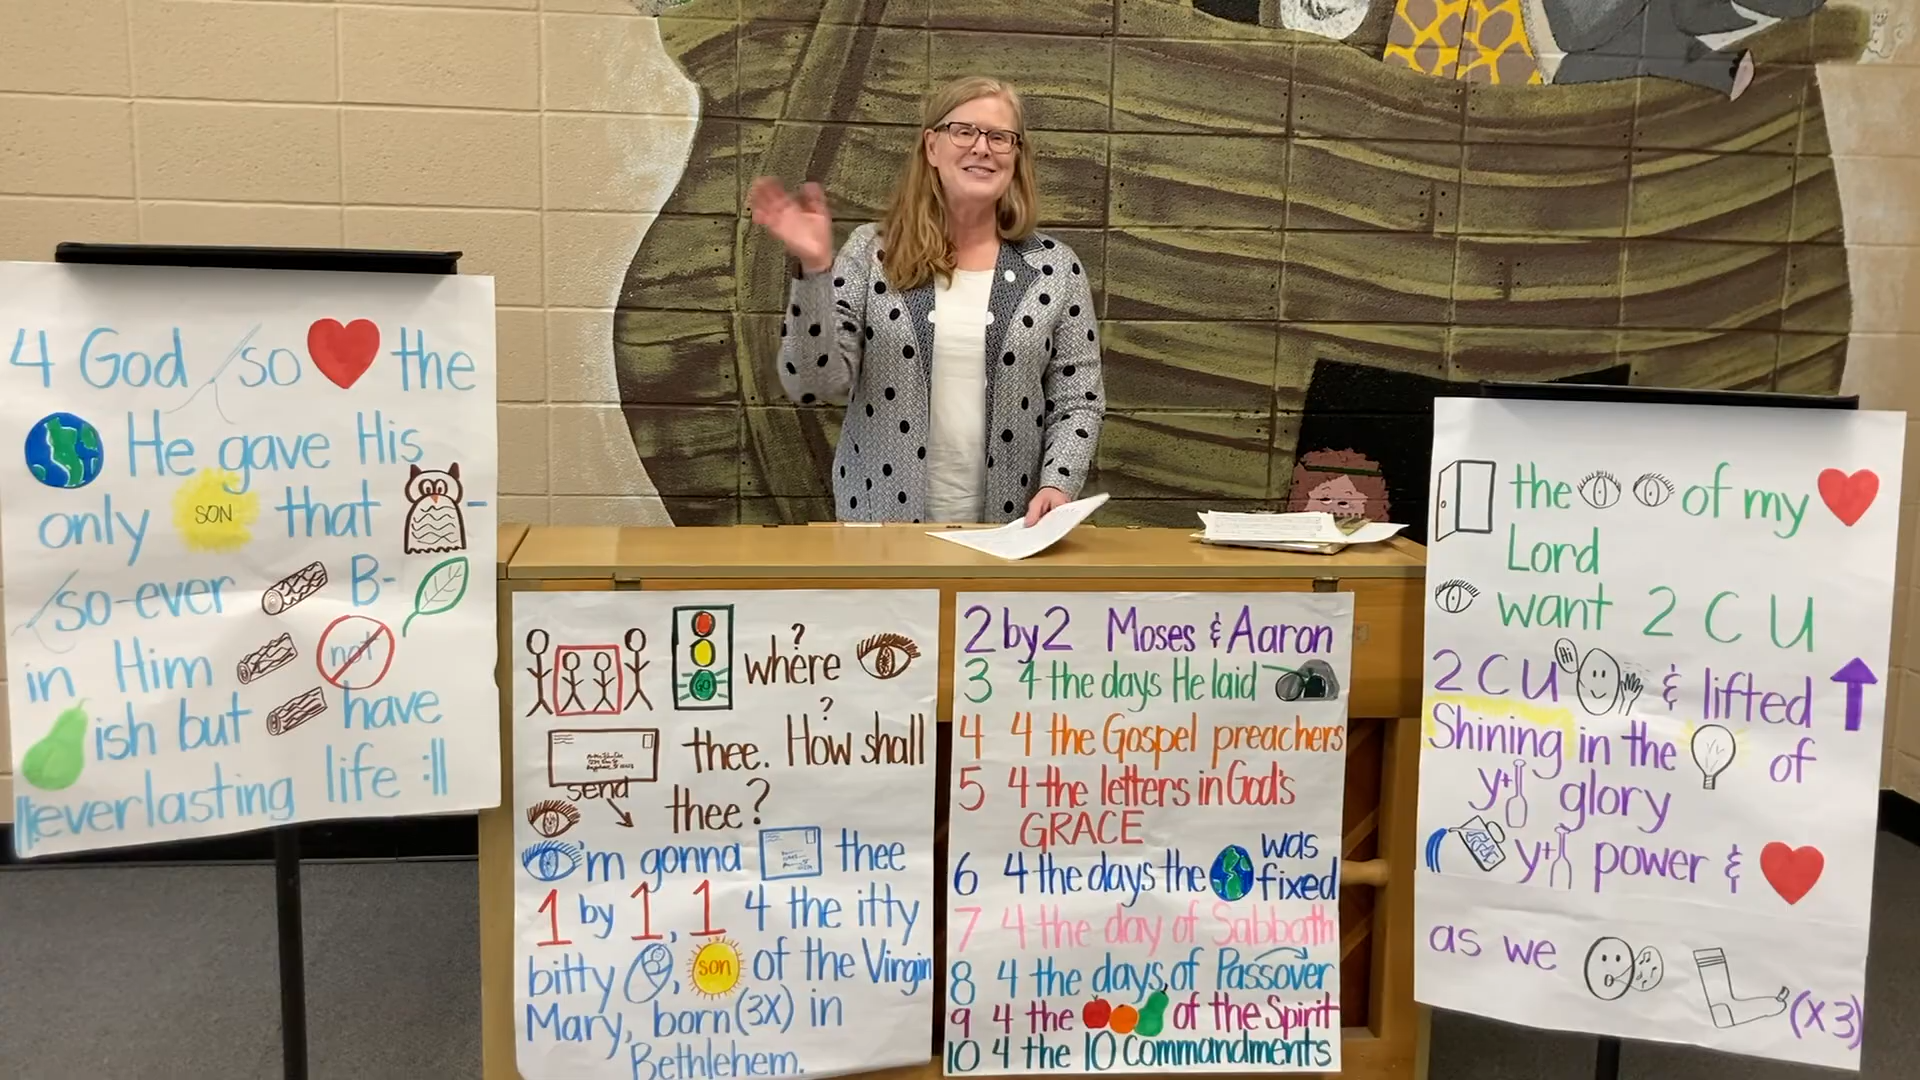 4 God so the
He gave His
only SON that -
so-ever B-
in Him not
ish but have
everlasting life :||
GO where ?
thee. How shall ?
send thee?
'm gonna thee
1 by 1, 1 4 the itty
bitty , son of the Virgin
Mary, born (3x) in
Bethlehem.
2 by 2 Moses & Aaron
3 4 the days He laid
4 4 the Gospel preachers
5 4 the letters in God's
GRACE
6 4 the days the was
fixed
7 4 the day of Sabbath
8 4 the days of Passover
9 4 the of the Spirit
10 4 the 10 Commandments
the of my
Lord
want 2 C U
2 C U Hi & lifted
Shining in the of
y+ glory
y+ power &
as we
(x3)